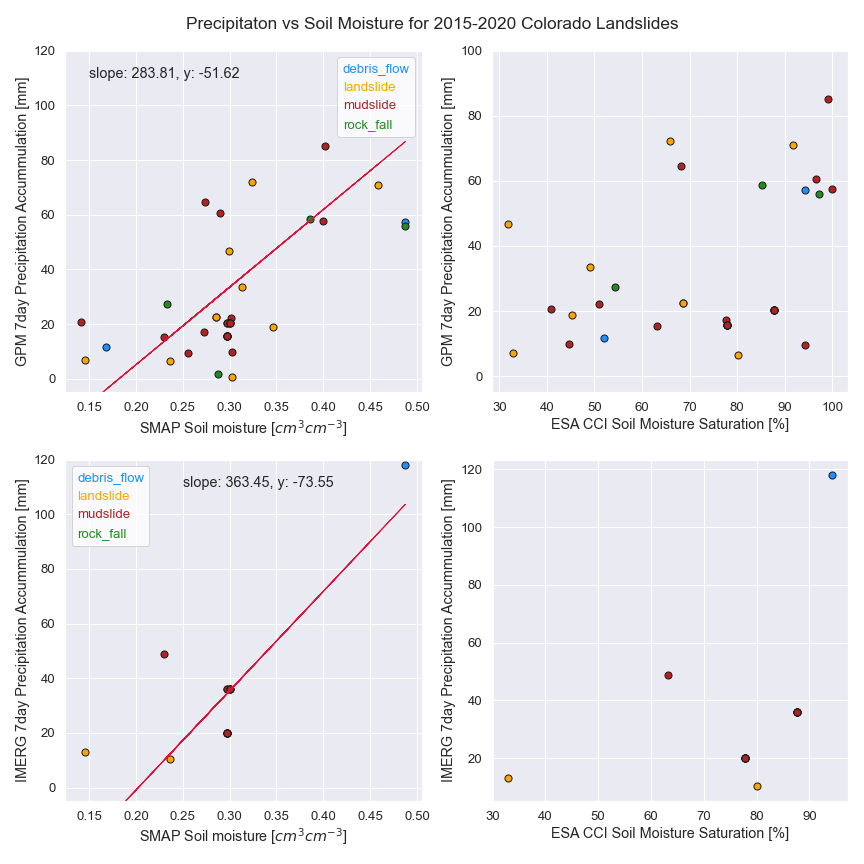 Precipitaton vs Soil Moisture for 2015-2020 Colorado Landslides
GPM 7day Precipitation Accummulation [mm]
120
100
80
60
40
20
0
slope: 283.81, y: -51.62
debris_flow
landslide
mudslide
rock_fall
0.15 0.20 0.25 0.30 0.35 0.40 0.45 0.50
SMAP Soil moisture [cm³cm⁻³]
GPM 7day Precipitation Accummulation [mm]
100
80
60
40
20
0
30 40 50 60 70 80 90 100
ESA CCI Soil Moisture Saturation [%]
IMERG 7day Precipitation Accummulation [mm]
120
100
80
60
40
20
0
debris_flow
landslide
mudslide
rock_fall
slope: 363.45, y: -73.55
0.15 0.20 0.25 0.30 0.35 0.40 0.45 0.50
SMAP Soil moisture [cm³cm⁻³]
IMERG 7day Precipitation Accummulation [mm]
120
100
80
60
40
20
30 40 50 60 70 80 90
ESA CCI Soil Moisture Saturation [%]